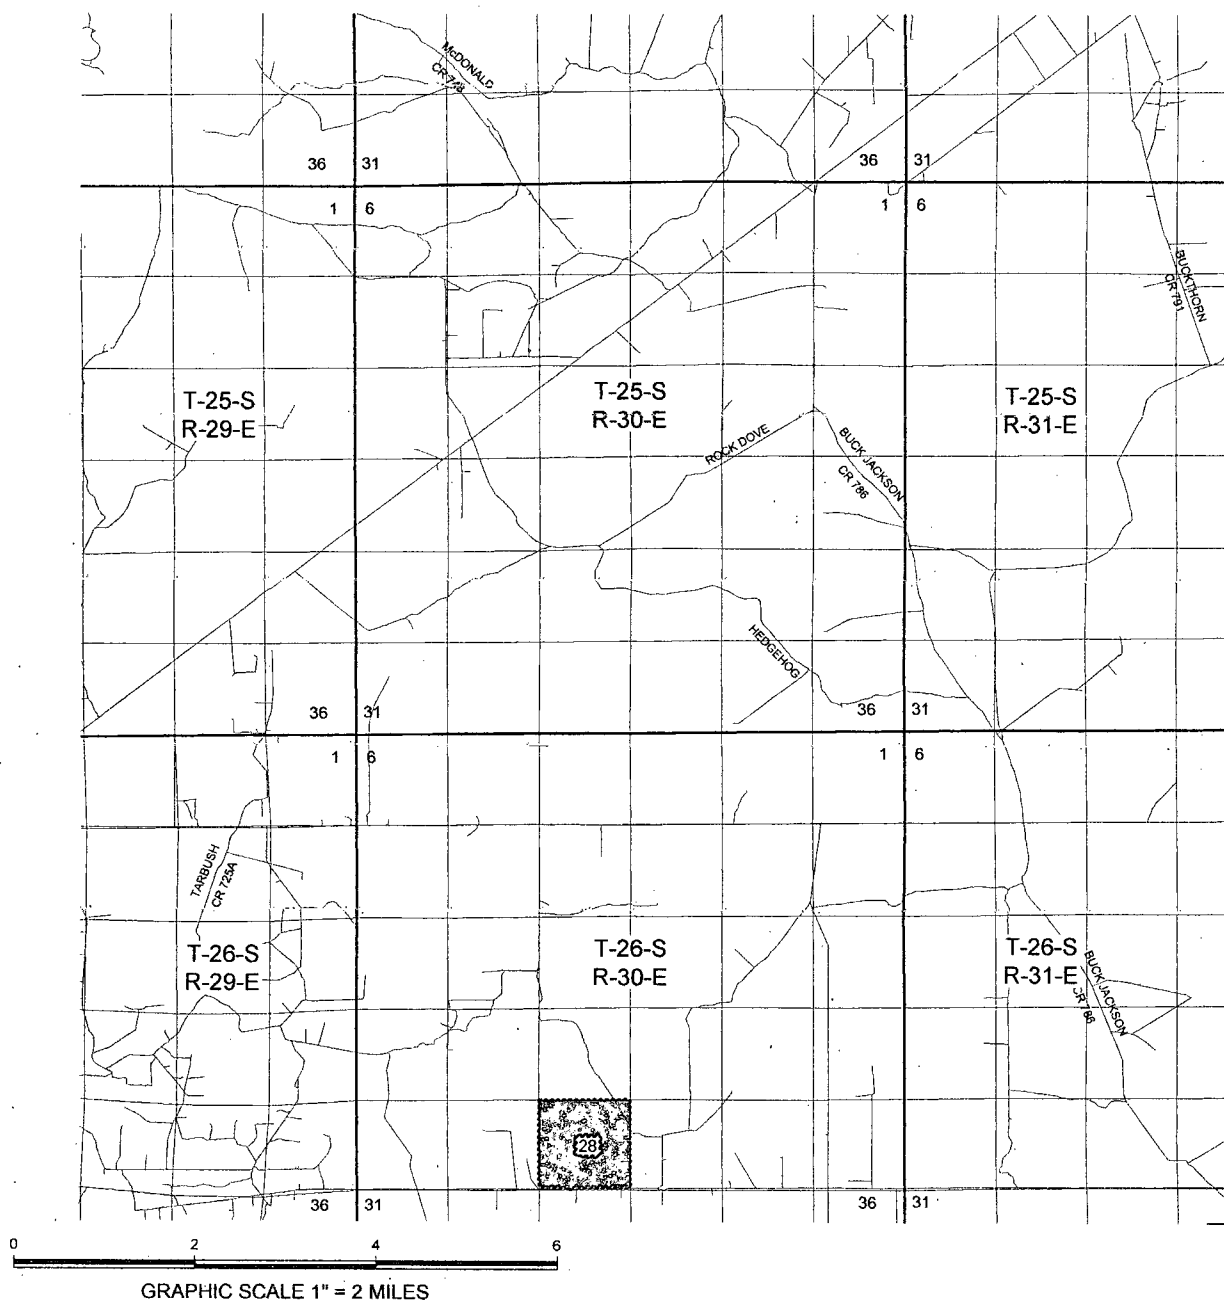 McDONALD
CR 748
36 31
36 31
1 6
1 6
BUCKTHORN
CR 791
T-25-S
R-29-E
T-25-S
R-30-E
T-25-S
R-31-E
ROCK DOVE
BUCK JACKSON
CR 786
HEDGEHOG
36 31
36 31
1 6
1 6
TARBUSH
CR 725A
T-26-S
R-29-E
T-26-S
R-30-E
T-26-S
R-31-E
BUCK JACKSON
CR 786
28
36 31
36 31
0 2 4 6
GRAPHIC SCALE 1" = 2 MILES